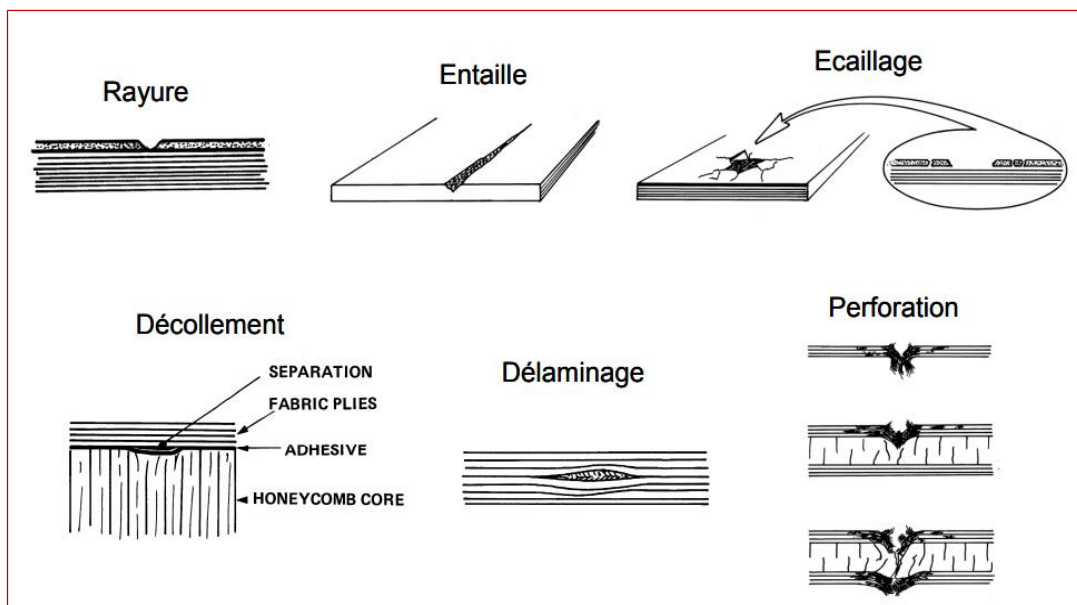 Rayure
Entaille
Ecaillage
Décollement
SEPARATION
FABRIC PLIES
ADHESIVE
HONEYCOMB CORE
Délaminage
Perforation